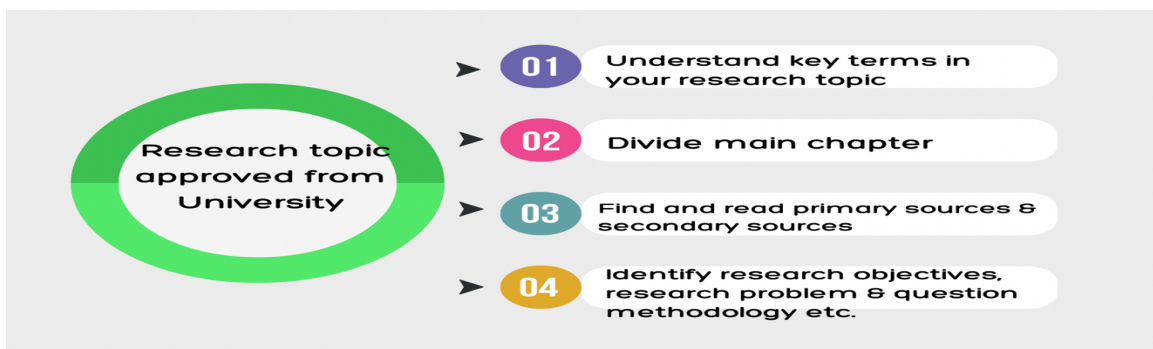 Research topic
approved from
University
01
Understand key terms in
your research topic
02
Divide main chapter
03
Find and read primary sources &
secondary sources
04
Identify research objectives,
research problem & question
methodology etc.